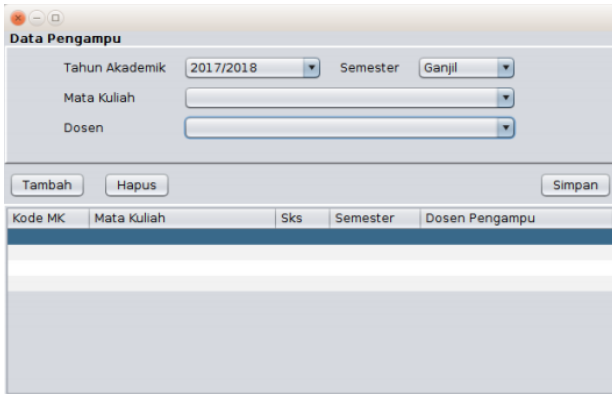 Data Pengampu
Tahun Akademik 2017/2018 Semester Ganjil
Mata Kuliah
Dosen
Tambah Hapus Simpan
Kode MK Mata Kuliah Sks Semester Dosen Pengampu